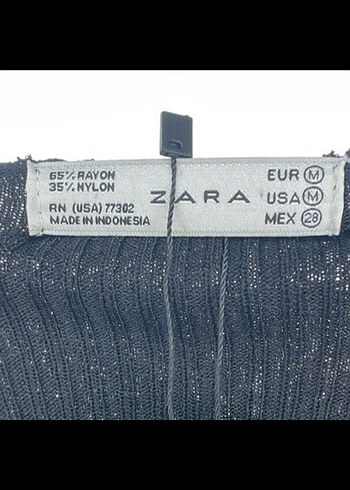 65% RAYON
35% NYLON
RN (USA) 77302
MADE IN INDONESIA
ZARA
EUR M
USA M
MEX 28